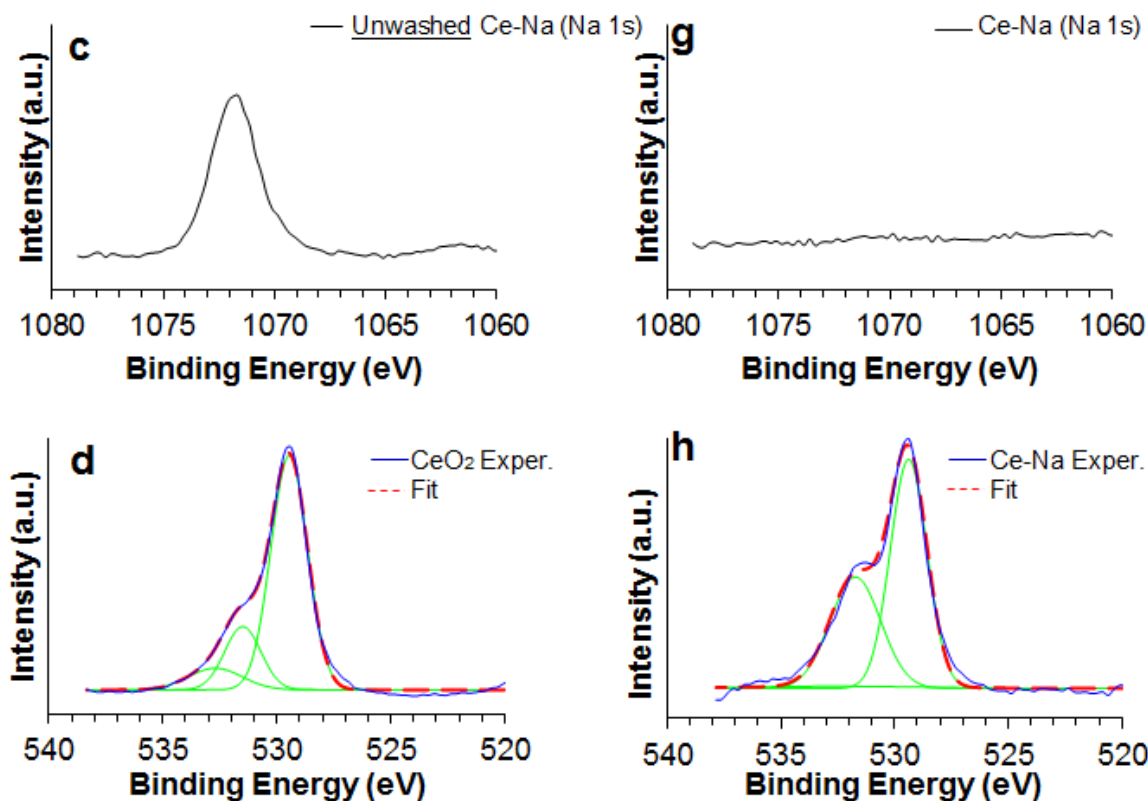 c
Unwashed Ce-Na (Na 1s)
Intensity (a.u.)
1080 1075 1070 1065 1060
Binding Energy (eV)
g
Ce-Na (Na 1s)
Intensity (a.u.)
1080 1075 1070 1065 1060
Binding Energy (eV)
d
CeO₂ Exper.
Fit
Intensity (a.u.)
540 535 530 525 520
Binding Energy (eV)
h
Ce-Na Exper.
Fit
Intensity (a.u.)
540 535 530 525 520
Binding Energy (eV)